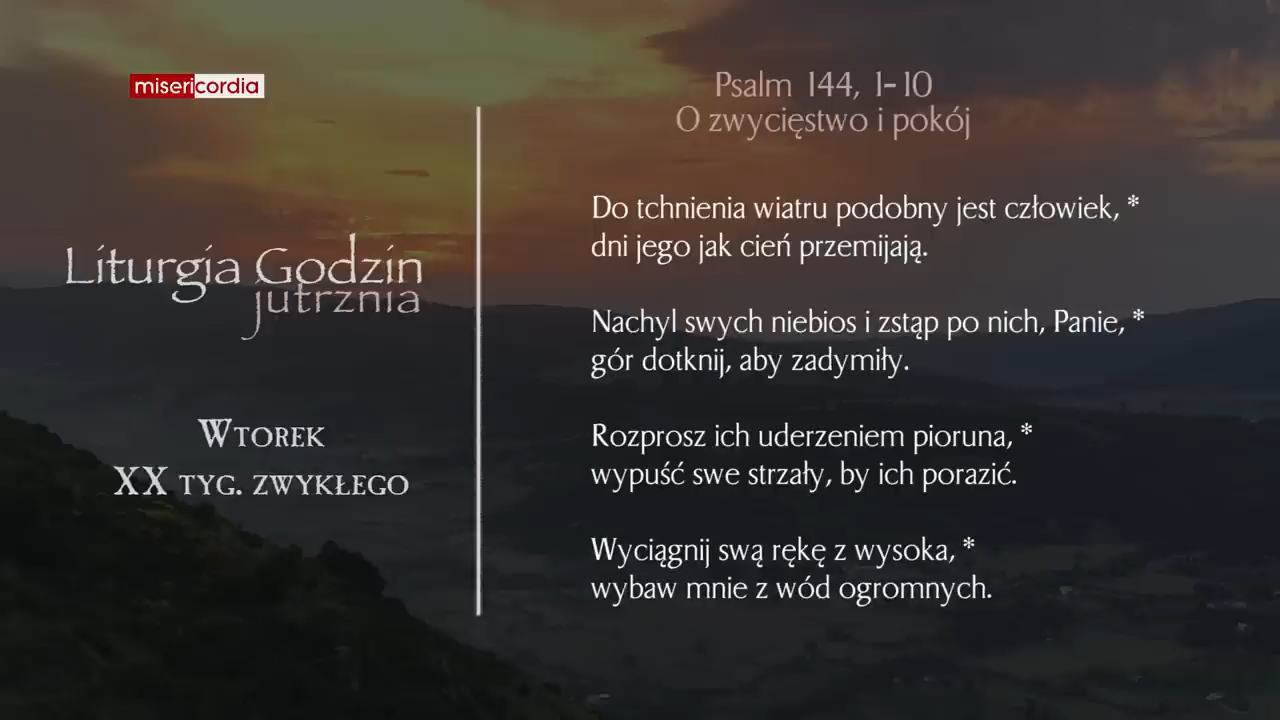 misericordia
Liturgia Godzin
jutrznia
Wtorek
XX tyg. zwykłego
Psalm 144, 1-10
O zwycięstwo i pokój
Do tchnienia wiatru podobny jest człowiek, *
dni jego jak cień przemijają.
Nachyl swych niebios i zstąp po nich, Panie, *
gór dotknij, aby zadymiły.
Rozprosz ich uderzeniem pioruna, *
wypuść swe strzały, by ich porazić.
Wyciągnij swą rękę z wysoka, *
wybaw mnie z wód ogromnych.